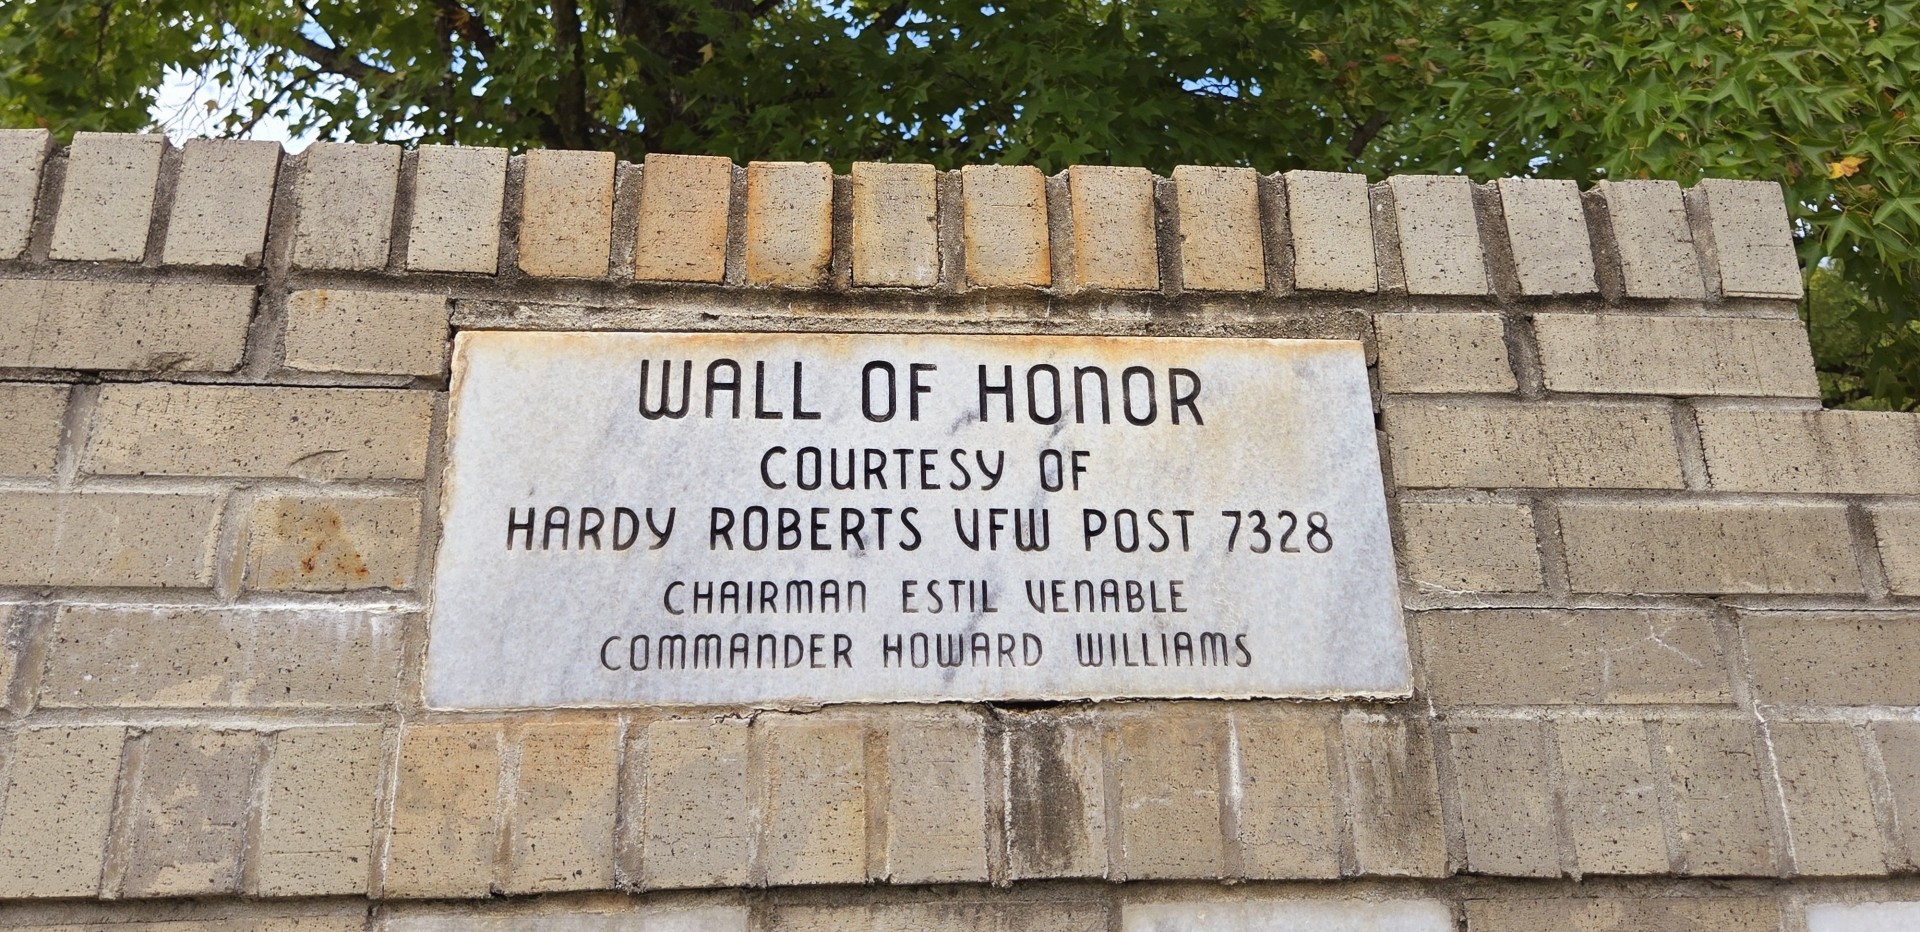 WALL OF HONOR
COURTESY OF
HARDY ROBERTS VFW POST 7328
CHAIRMAN ESTIL VENABLE
COMMANDER HOWARD WILLIAMS